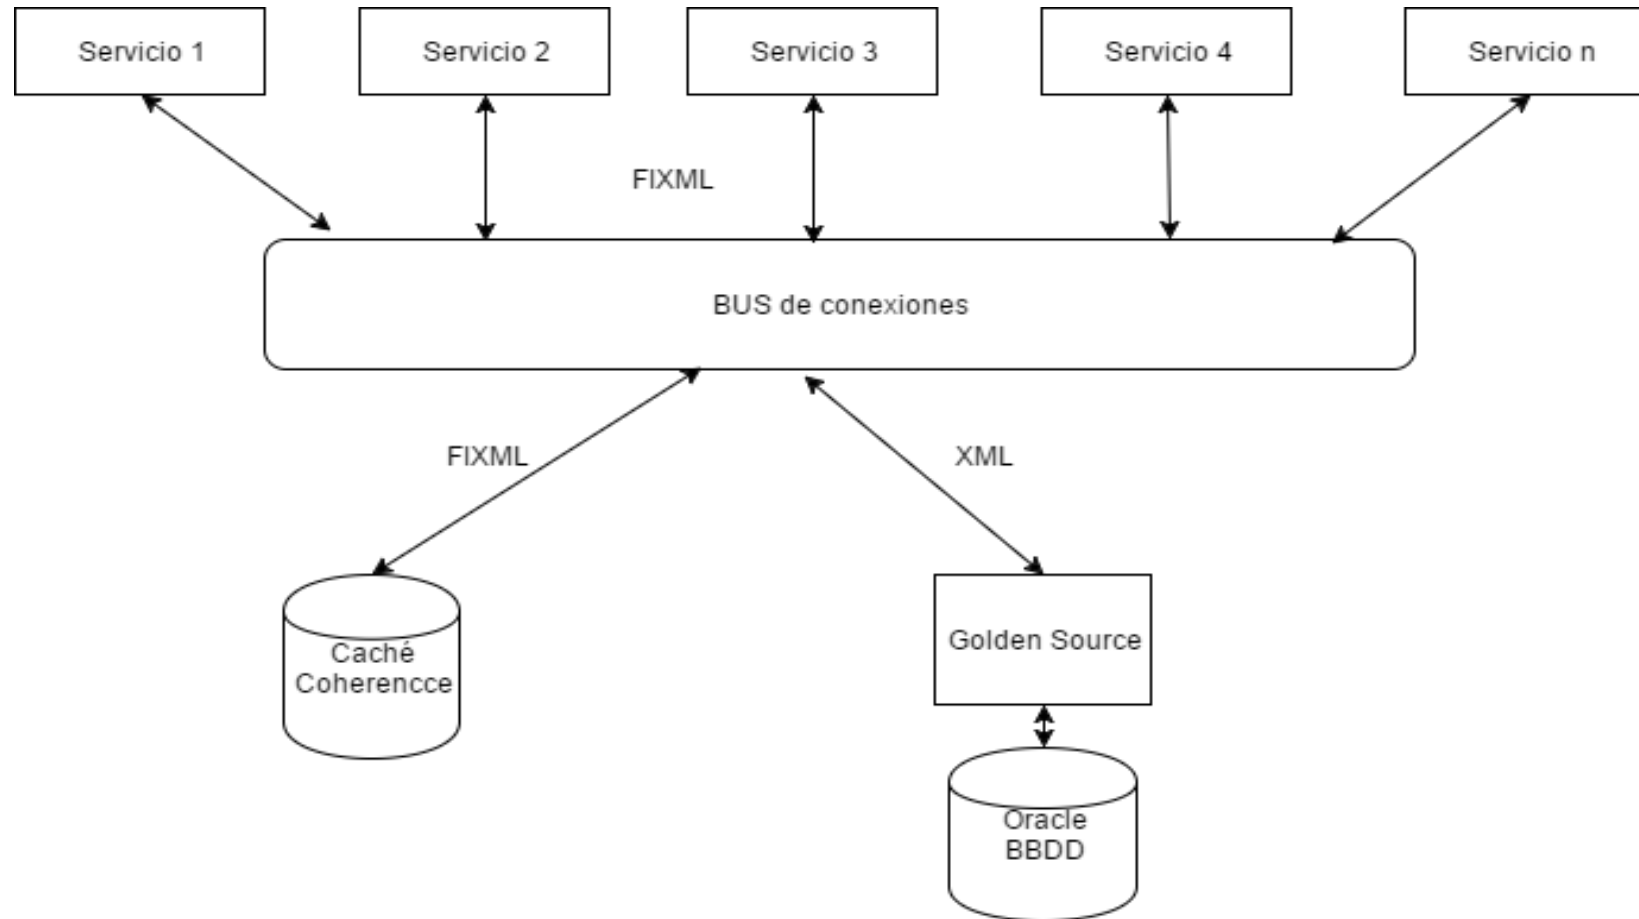 Servicio 1
Servicio 2
Servicio 3
Servicio 4
Servicio n
FIXML
BUS de conexiones
FIXML
XML
Golden Source
Caché
Coherencce
Oracle
BBDD